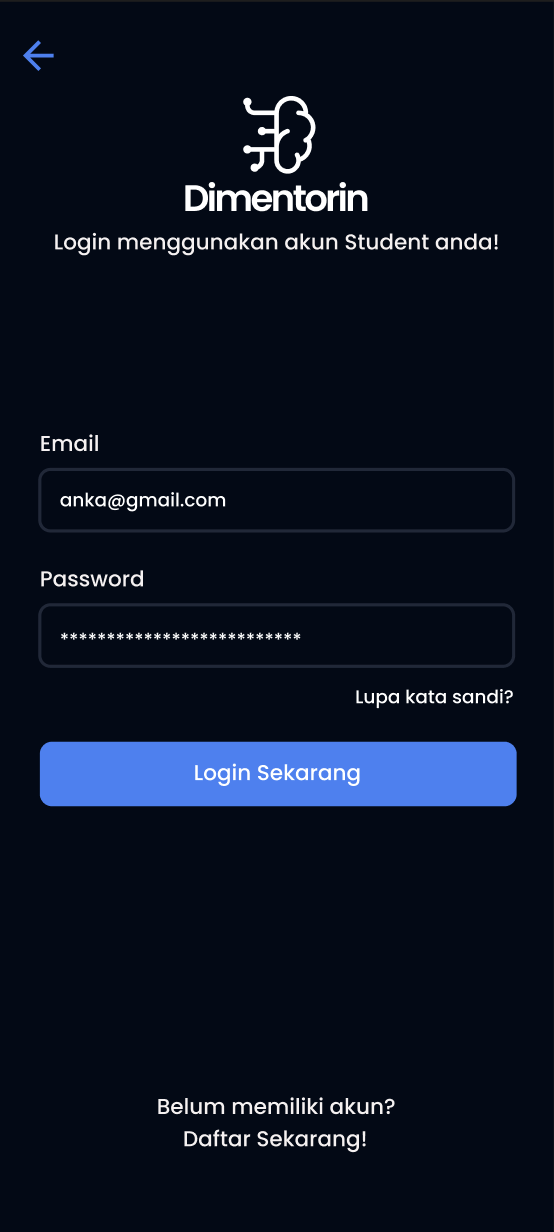 Dimentorin
Login menggunakan akun Student anda!
Email
anka@gmail.com
Password
**************************
Lupa kata sandi?
Login Sekarang
Belum memiliki akun?
Daftar Sekarang!